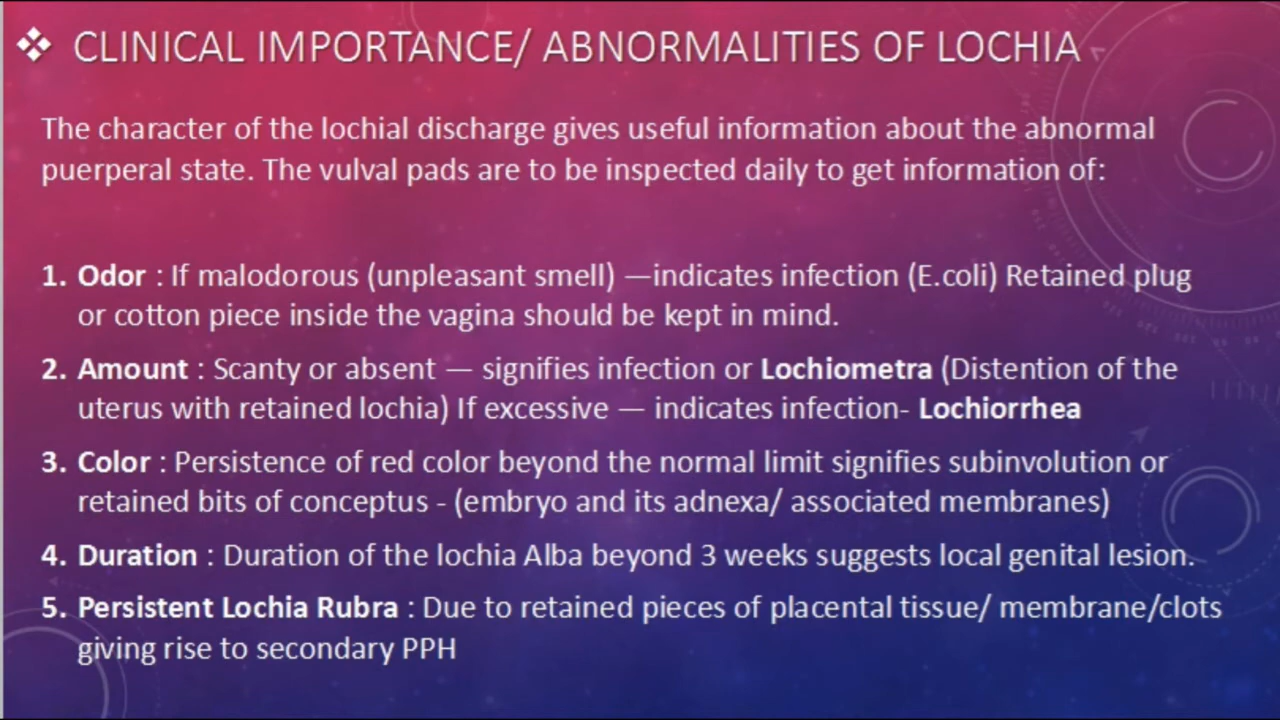 ❖ CLINICAL IMPORTANCE/ ABNORMALITIES OF LOCHIA
The character of the lochial discharge gives useful information about the abnormal
puerperal state. The vulval pads are to be inspected daily to get information of:
1. Odor : If malodorous (unpleasant smell) —indicates infection (E.coli) Retained plug
or cotton piece inside the vagina should be kept in mind.
2. Amount : Scanty or absent — signifies infection or Lochiometra (Distention of the
uterus with retained lochia) If excessive — indicates infection- Lochiorrhea
3. Color : Persistence of red color beyond the normal limit signifies subinvolution or
retained bits of conceptus - (embryo and its adnexa/ associated membranes)
4. Duration : Duration of the lochia Alba beyond 3 weeks suggests local genital lesion.
5. Persistent Lochia Rubra : Due to retained pieces of placental tissue/ membrane/clots
giving rise to secondary PPH